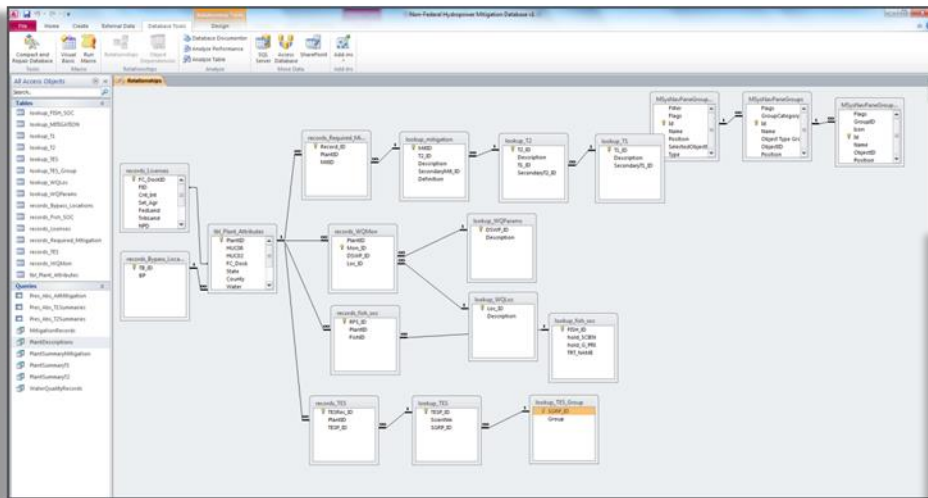 Relationship Tools
Non-Federal Hydropower Mitigation Database v1
File
Home
Create
External Data
Database Tools
Design
Compact and
Repair Database
Visual
Basic
Run
Macro
Relationships
Object
Dependencies
Database Documenter
Analyze Performance
Analyze Table
SQL
Server
Access
Database
SharePoint
Add-ins
Tools
Macro
Relationships
Analyze
Move Data
Add-Ins
All Access Objects
Search...
Tables
lookup_FISH_SOC
lookup_MITIGATION
lookup_T1
lookup_T2
lookup_TES
lookup_TES_Group
lookup_WQLoc
lookup_WQParams
records_Bypass_Locations
records_Fish_SOC
records_Licenses
records_Required_Mitigation
records_TES
records_WQMon
tbl_Plant_Attributes
Queries
MitigationRecords
PlantDescriptions
PlantSummaryMitigation
PlantSummaryT1
PlantSummaryT2
WaterQualityRecords
Relationships
MSysNavPaneGroup...
Filter
Flags
Id
Name
Position
SelectedObjectI
Type
MSysNavPaneGroups
Flags
GroupCategory
Id
Name
Object Type Gro
ObjectID
Position
MSysNavPaneGroup...
Flags
GroupID
Icon
Id
Name
ObjectID
Position
records_Required_Mi...
Record_ID
PlantID
MitID
lookup_mitigation
MitID
T2_ID
Description
SecondaryMit_ID
Definition
lookup_T2
T2_ID
Description
T1_ID
SecondaryT2_ID
lookup_T1
T1_ID
Description
SecondaryT1_ID
records_Licenses
FC_DockID
FID
Set_Agr
FedLand
TribLand
NPD
records_Bypass_Loca...
TB_ID
BP
tbl_Plant_Attributes
PlantID
HUC08
HUC02
FC_Dock
State
County
Water
records_WQMon
PlantID
Mon_ID
DSWP_ID
Loc_ID
lookup_WQParams
DSWP_ID
Description
records_fish_soc
RFS_ID
PlantID
FishID
lookup_WQLoc
Loc_ID
Description
lookup_fish_soc
FISH_ID
TRT_NAME
records_TES
TESRec_ID
PlantID
TESP_ID
lookup_TES
TESP_ID
SGRP_ID
lookup_TES_Group
SGRP_ID
Group